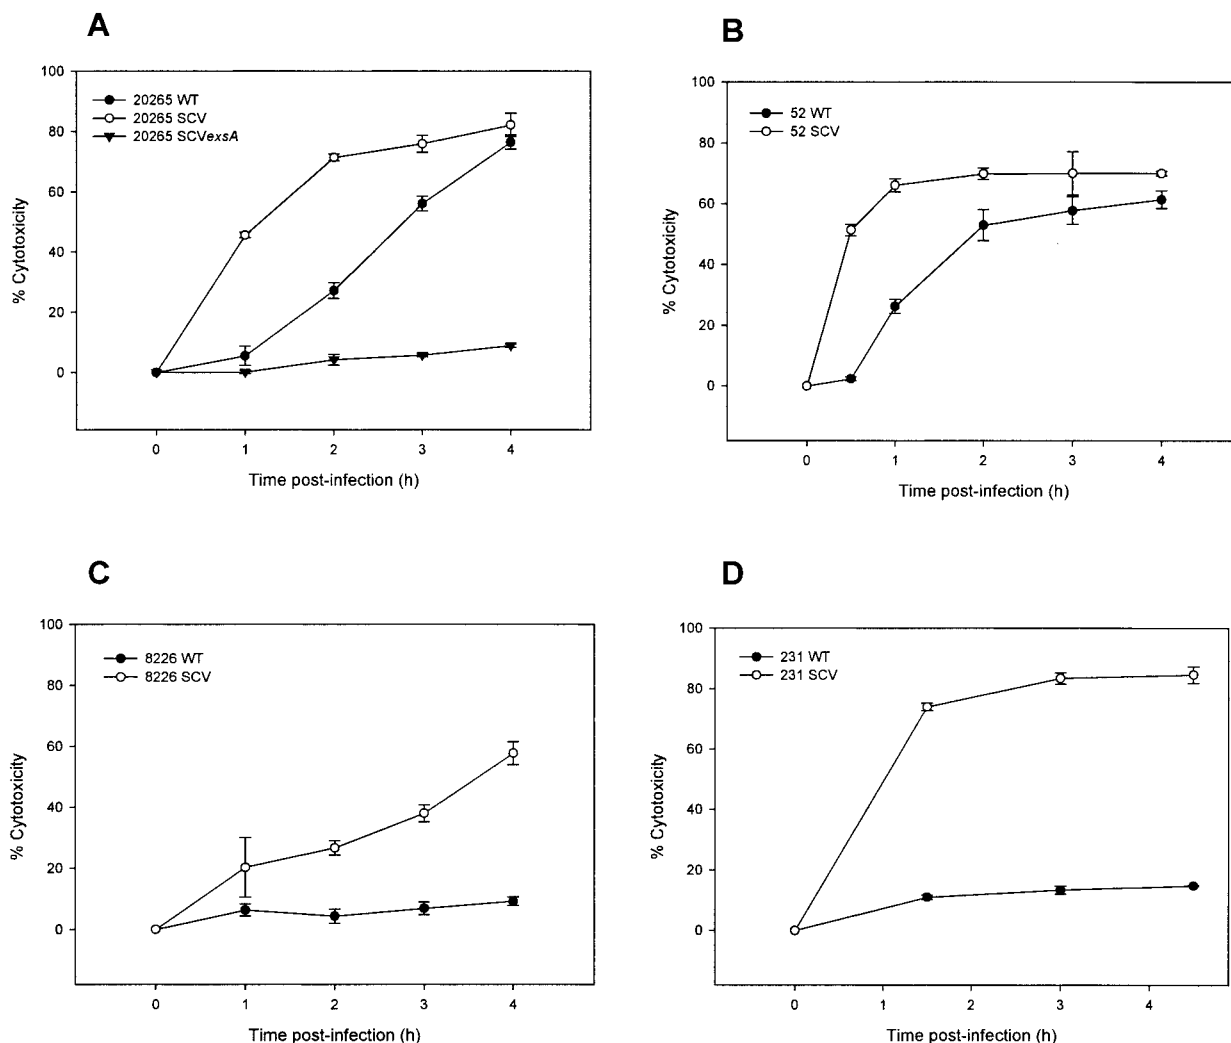 A
100
80
60
40
20
0
% Cytotoxicity
20265 WT
20265 SCV
20265 SCVexsA
0 1 2 3 4
Time post-infection (h)
B
100
80
60
40
20
0
% Cytotoxicity
52 WT
52 SCV
0 1 2 3 4
Time post-infection (h)
C
100
80
60
40
20
0
% Cytotoxicity
8226 WT
8226 SCV
0 1 2 3 4
Time post-infection (h)
D
100
80
60
40
20
0
% Cytotoxicity
231 WT
231 SCV
0 1 2 3 4
Time post-infection (h)